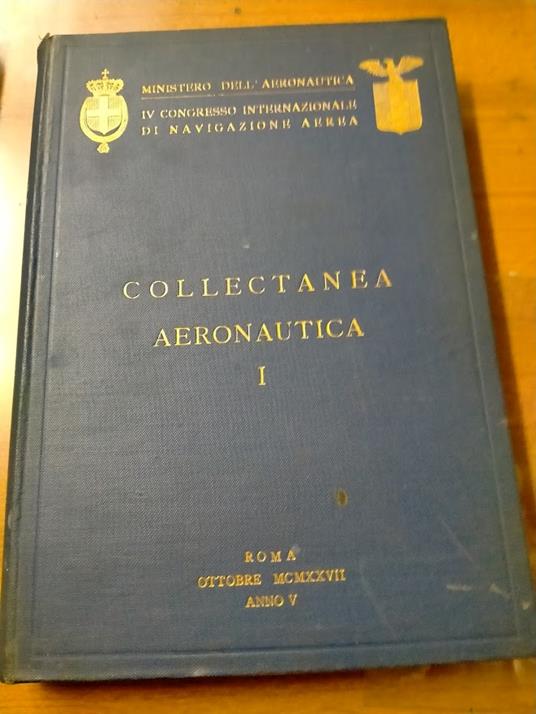 MINISTERO DELL'AERONAUTICA
IV CONGRESSO INTERNAZIONALE
DI NAVIGAZIONE AEREA
COLLECTANEA
AERONAUTICA
I
ROMA
OTTOBRE MCMXXVII
ANNO V